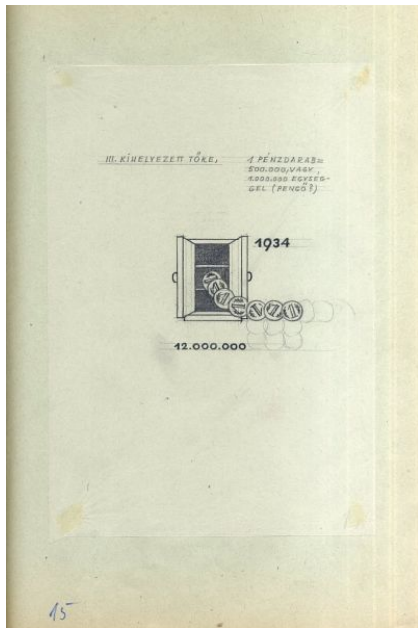 III. KIHELYEZETT TŐKE,
1 PÉNZDARAB=
500.000, VAGY
1.000.000 EGYSÉG-
GEL (PENGŐ?)
1934
12.000.000
15